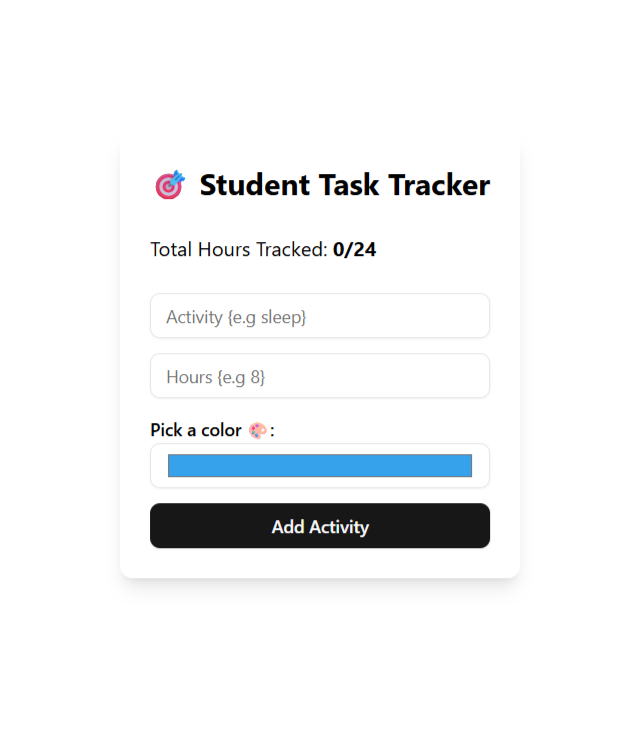 🎯 Student Task Tracker
Total Hours Tracked: 0/24
Activity {e.g sleep}
Hours {e.g 8}
Pick a color 🎨:
Add Activity